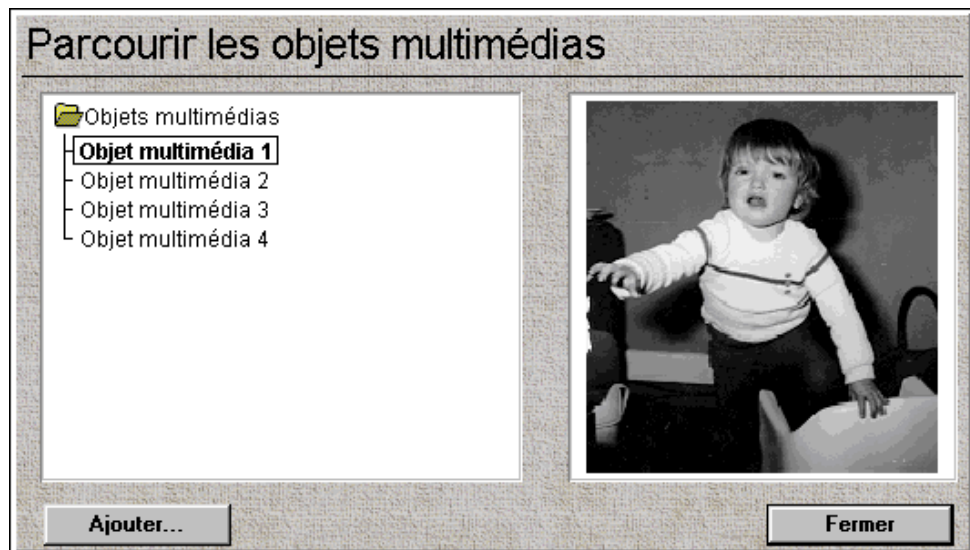 Parcourir les objets multimédias
Objets multimédias
Objet multimédia 1
Objet multimédia 2
Objet multimédia 3
Objet multimédia 4
Ajouter...
Fermer